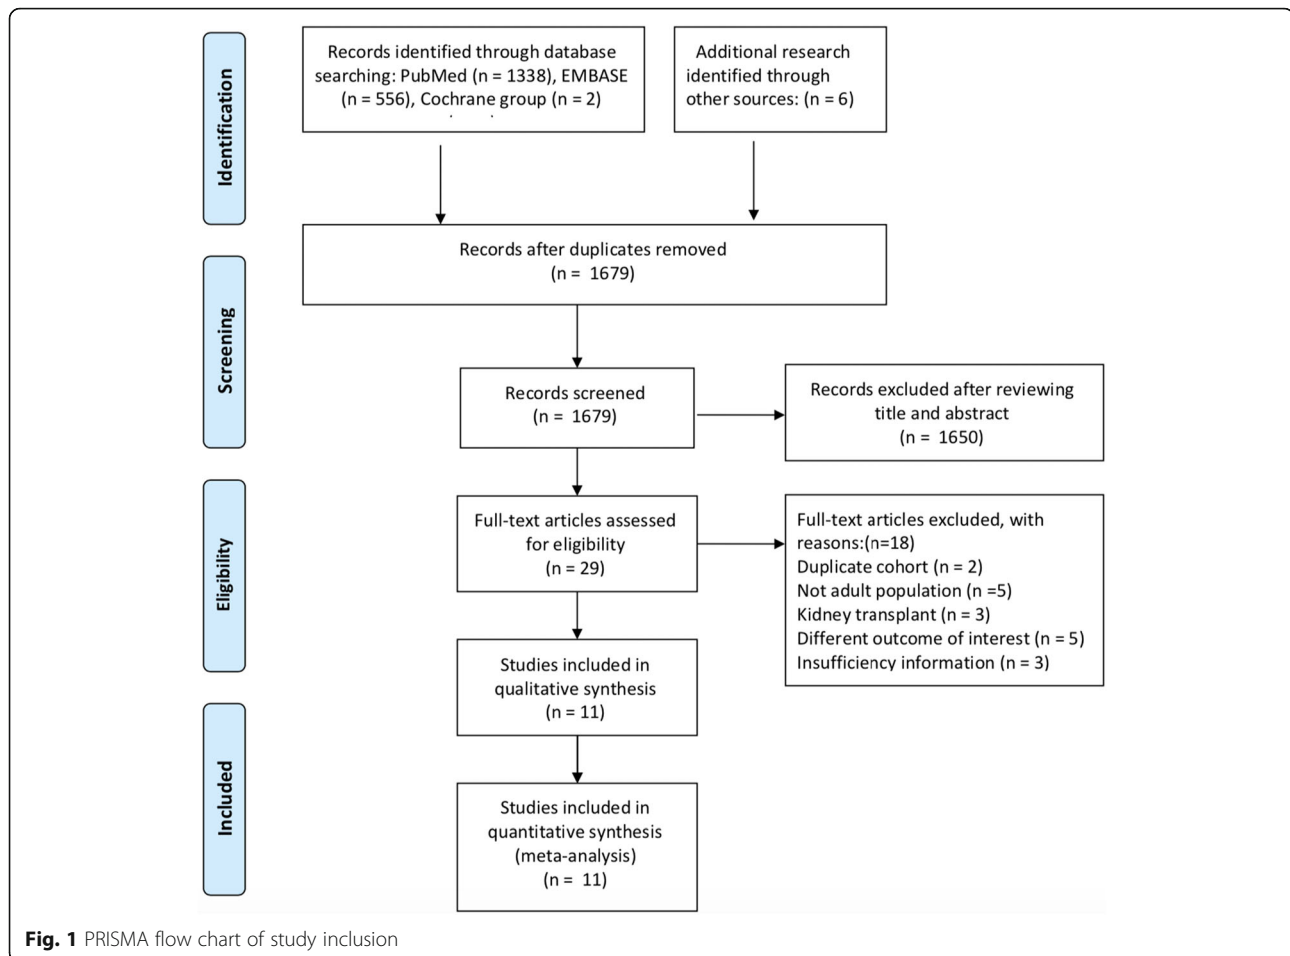 Identification
Records identified through database
searching: PubMed (n = 1338), EMBASE
(n = 556), Cochrane group (n = 2)
Additional research
identified through
other sources: (n = 6)
Records after duplicates removed
(n = 1679)
Screening
Records screened
(n = 1679)
Records excluded after reviewing
title and abstract
(n = 1650)
Eligibility
Full-text articles assessed
for eligibility
(n = 29)
Full-text articles excluded, with
reasons:(n=18)
Duplicate cohort (n = 2)
Not adult population (n =5)
Kidney transplant (n = 3)
Different outcome of interest (n = 5)
Insufficiency information (n = 3)
Studies included in
qualitative synthesis
(n = 11)
Included
Studies included in
quantitative synthesis
(meta-analysis)
(n = 11)
Fig. 1 PRISMA flow chart of study inclusion